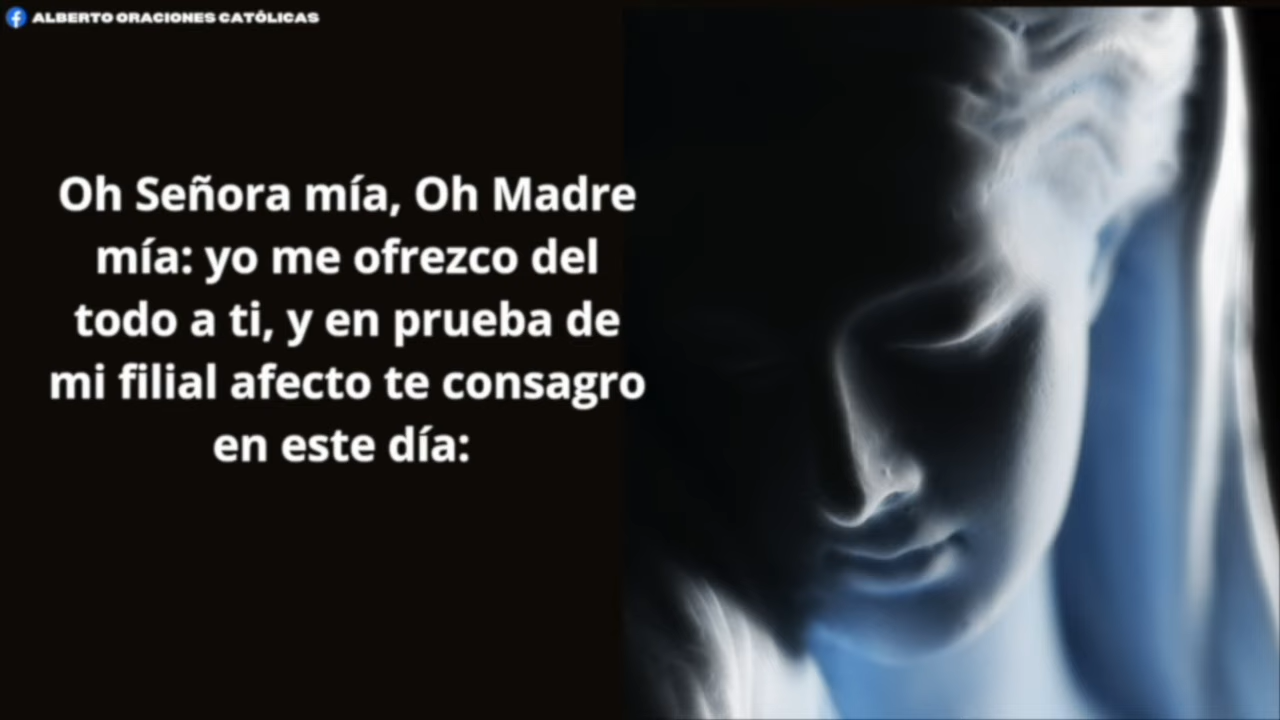 ALBERTO ORACIONES CATÓLICAS
Oh Señora mía, Oh Madre
mía: yo me ofrezco del
todo a ti, y en prueba de
mi filial afecto te consagro
en este día: